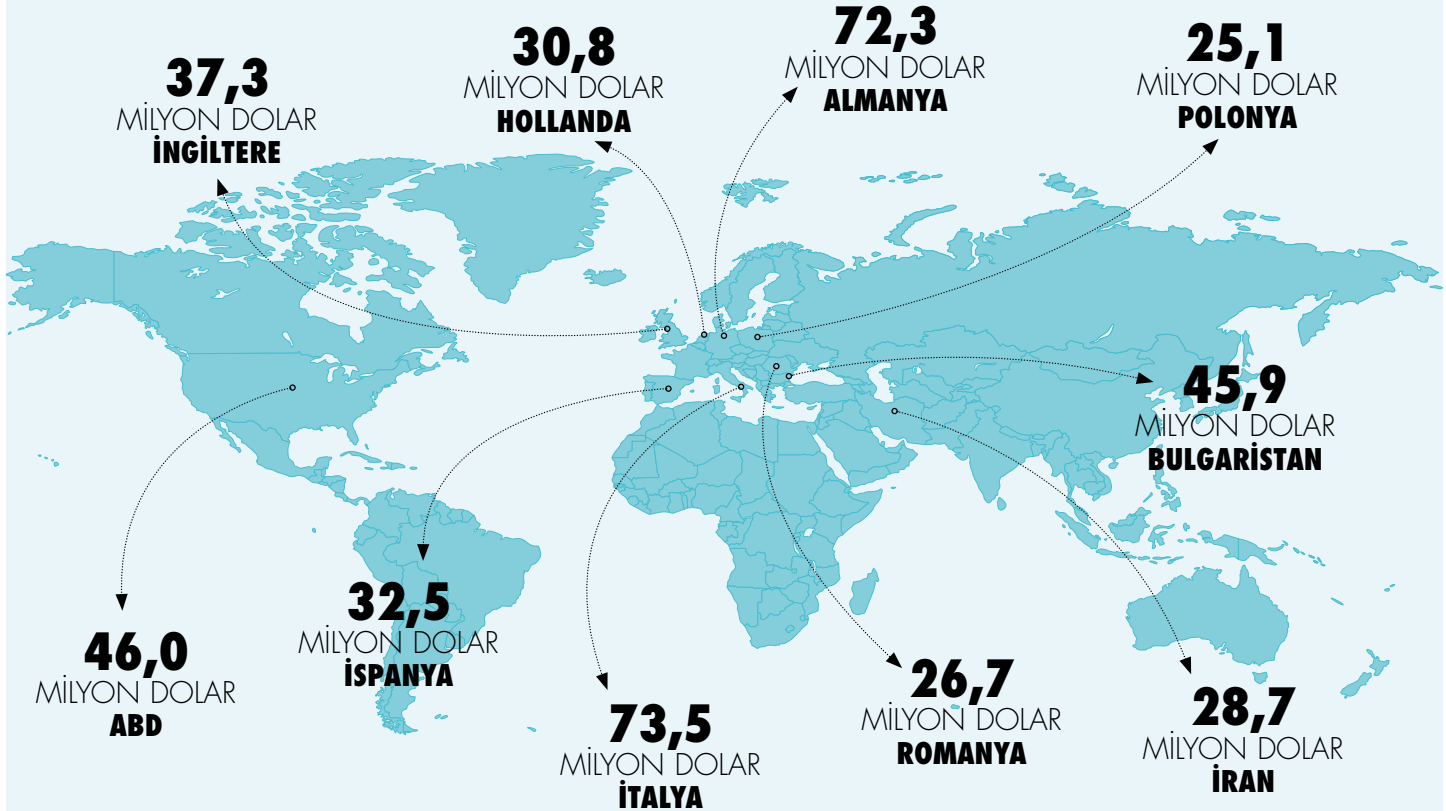 37,3
MİLYON DOLAR
İNGİLTERE
30,8
MİLYON DOLAR
HOLLANDA
72,3
MİLYON DOLAR
ALMANYA
25,1
MİLYON DOLAR
POLONYA
45,9
MİLYON DOLAR
BULGARİSTAN
46,0
MİLYON DOLAR
ABD
32,5
MİLYON DOLAR
İSPANYA
73,5
MİLYON DOLAR
İTALYA
26,7
MİLYON DOLAR
ROMANYA
28,7
MİLYON DOLAR
İRAN